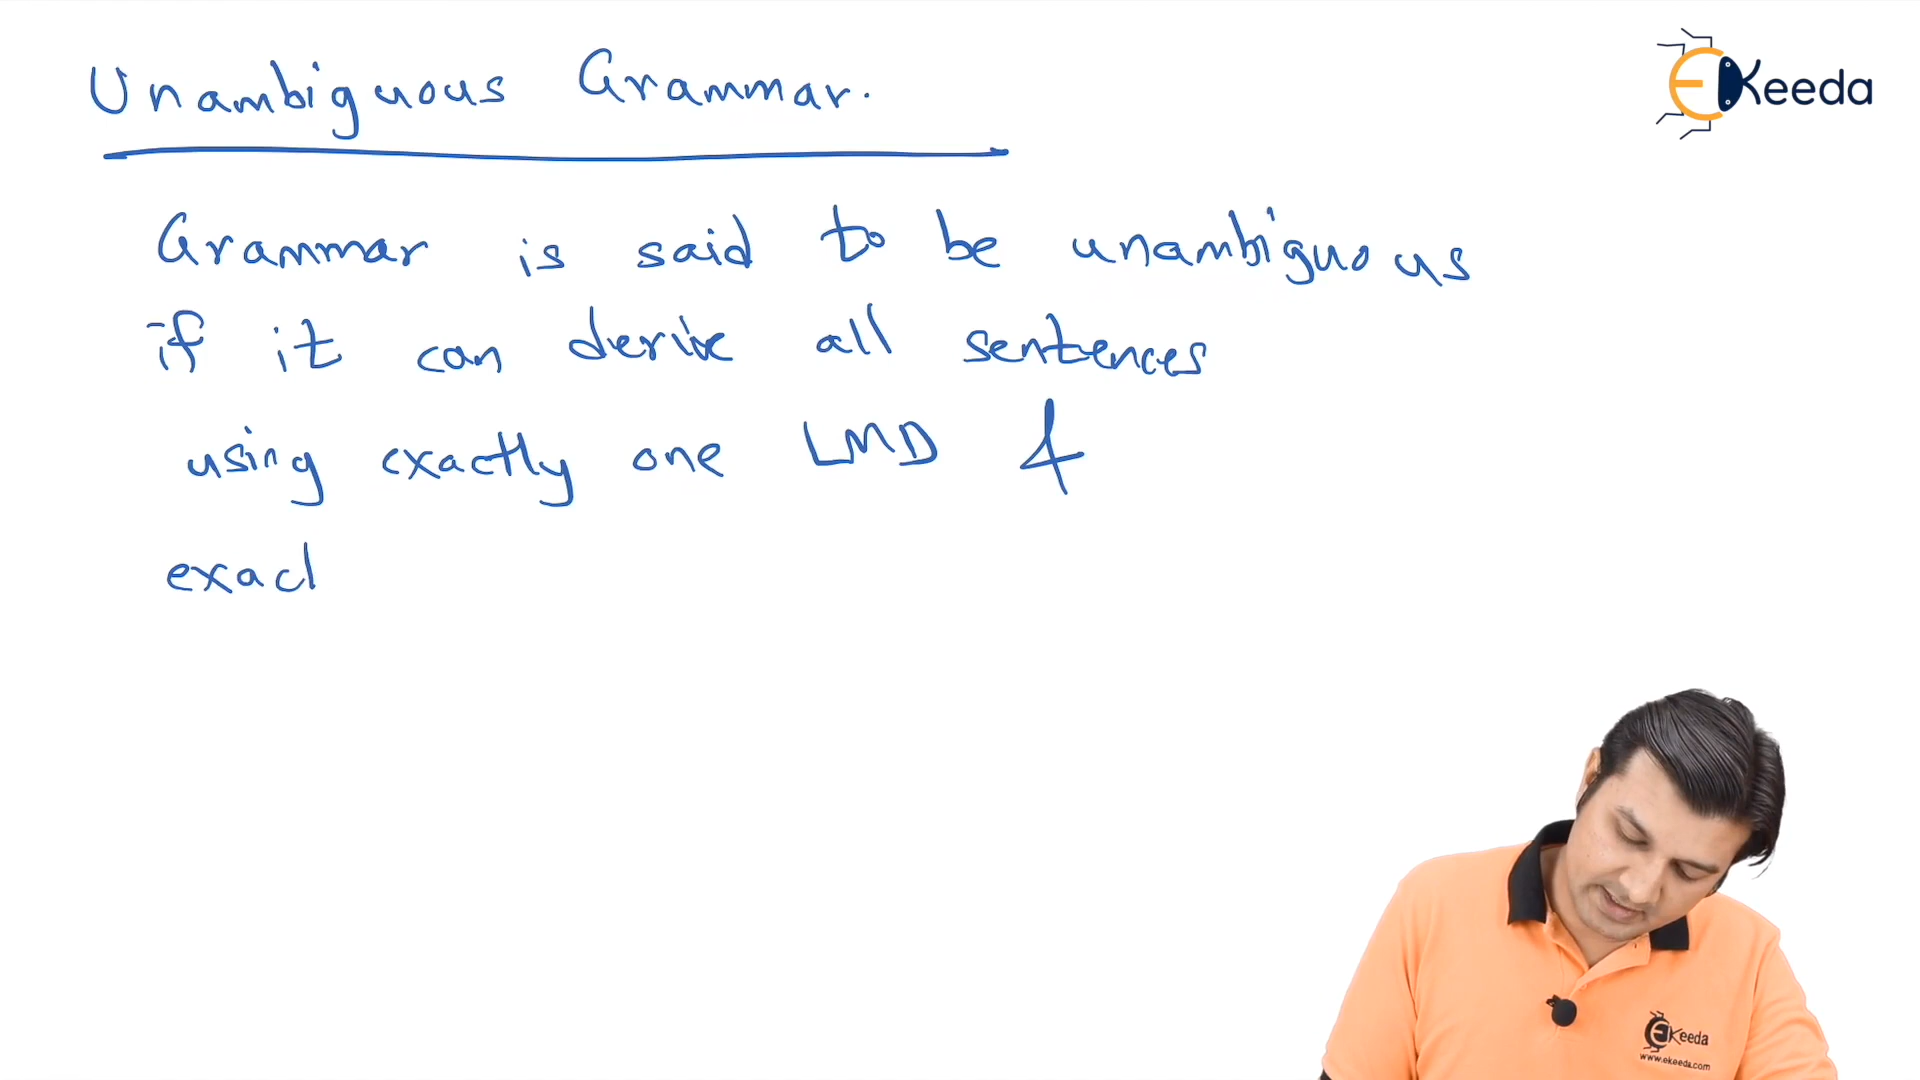 Unambiguous Grammar.
EKeeda
Grammar is said to be unambiguous
if it can derive all sentences
using exactly one LMD &
exact
EKeeda
www.ekeeda.com